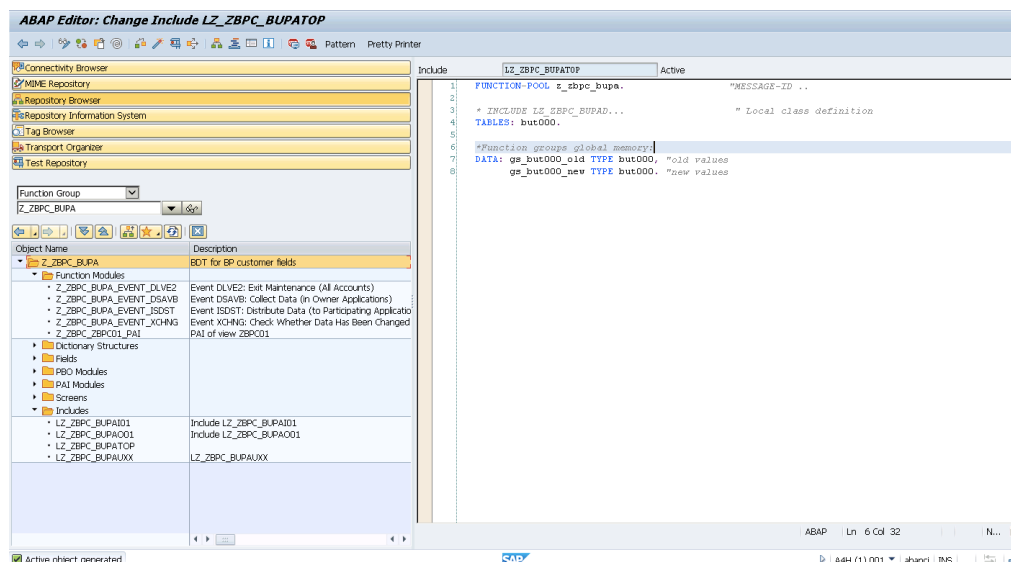 ABAP Editor: Change Include LZ_ZBPC_BUPATOP
Pattern Pretty Printer
Connectivity Browser
MIME Repository
Repository Browser
Repository Information System
Tag Browser
Transport Organizer
Test Repository
Function Group
Z_ZBPC_BUPA
Object Name Description
Z_ZBPC_BUPA BDT for BP customer fields
Function Modules
Z_ZBPC_BUPA_EVENT_DLVE2 Event DLVE2: Exit Maintenance (All Accounts)
Z_ZBPC_BUPA_EVENT_DSAVB Event DSAVB: Collect Data (in Owner Applications)
Z_ZBPC_BUPA_EVENT_ISDST Event ISDST: Distribute Data (to Participating Applicatio
Z_ZBPC_BUPA_EVENT_XCHNG Event XCHNG: Check Whether Data Has Been Changed
Z_ZBPC_ZBPC01_PAI PAI of view ZBPC01
Dictionary Structures
Fields
PBO Modules
PAI Modules
Screens
Includes
LZ_ZBPC_BUPAI01 Include LZ_ZBPC_BUPAI01
LZ_ZBPC_BUPAO01 Include LZ_ZBPC_BUPAO01
LZ_ZBPC_BUPATOP
LZ_ZBPC_BUPAUXX LZ_ZBPC_BUPAUXX
Include LZ_ZBPC_BUPATOP Active
1 FUNCTION-POOL z_zbpc_bupa. "MESSAGE-ID ..
2
3 * INCLUDE LZ_ZBPC_BUPAD... " Local class definition
4 TABLES: but000.
5
6 *Function groups global memory:
7 DATA: gs_but000_old TYPE but000, "old values
8 gs_but000_new TYPE but000. "new values
ABAP Ln 6 Col 32 N...
Active object generated
SAP
A4H (1) 001 abapci INS